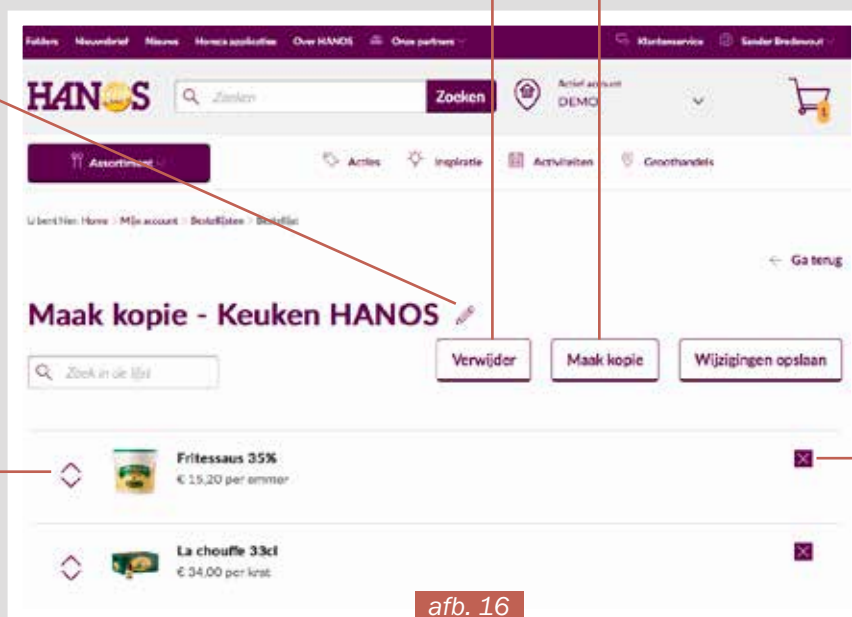 Folders Nieuwsbrief Nieuws Horeca applicaties Over HANOS Onze partners Klantenservice Sander Bredewout
HANOS Zoeken Zoeken Actief account
DEMO 1
Assortiment Acties Inspiratie Activiteiten Groothandels
U bent hier: Home > Mijn account > Bestellijsten > Bestellijst
← Ga terug
Maak kopie - Keuken HANOS
Zoek in de lijst Verwijder Maak kopie Wijzigingen opslaan
Fritessaus 35%
€ 15,20 per emmer
La chouffe 33cl
€ 34,00 per krat
afb. 16